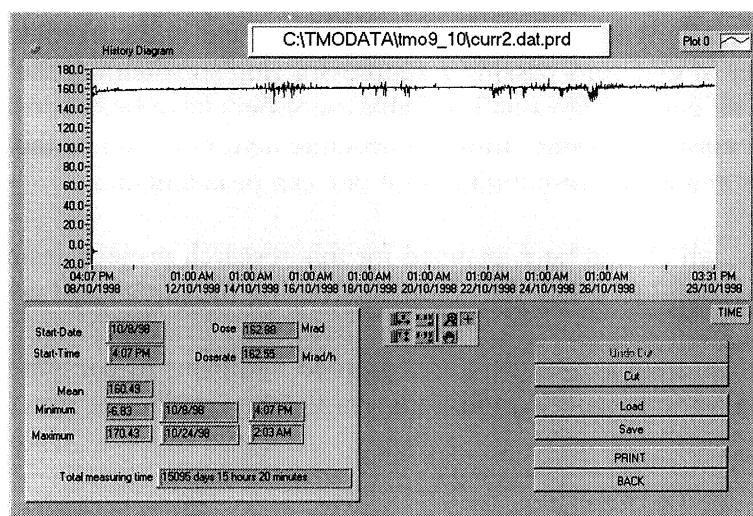 C:\TMODATA\tmo9_10\curr2.dat.prd
History Diagram
Plot 0
180.0
160.0
140.0
120.0
100.0
80.0
60.0
40.0
20.0
0.0
-20.0
04:07 PM 01:00 AM 01:00 AM 01:00 AM 01:00 AM 01:00 AM 01:00 AM 01:00 AM 01:00 AM 03:31 PM
08/10/1998 12/10/1998 14/10/1998 16/10/1998 18/10/1998 20/10/1998 22/10/1998 24/10/1998 26/10/1998 29/10/1998
TIME
Start-Date 10/8/98 Dose 162.88 Mrad
Start-Time 4:07 PM Doserate 162.55 Mrad/h
Mean 160.49
Minimum -6.83 10/8/98 4:07 PM
Maximum 170.43 10/24/98 2:03 AM
Total measuring time 15095 days 15 hours 20 minutes
Undo Cut
Cut
Load
Save
PRINT
BACK